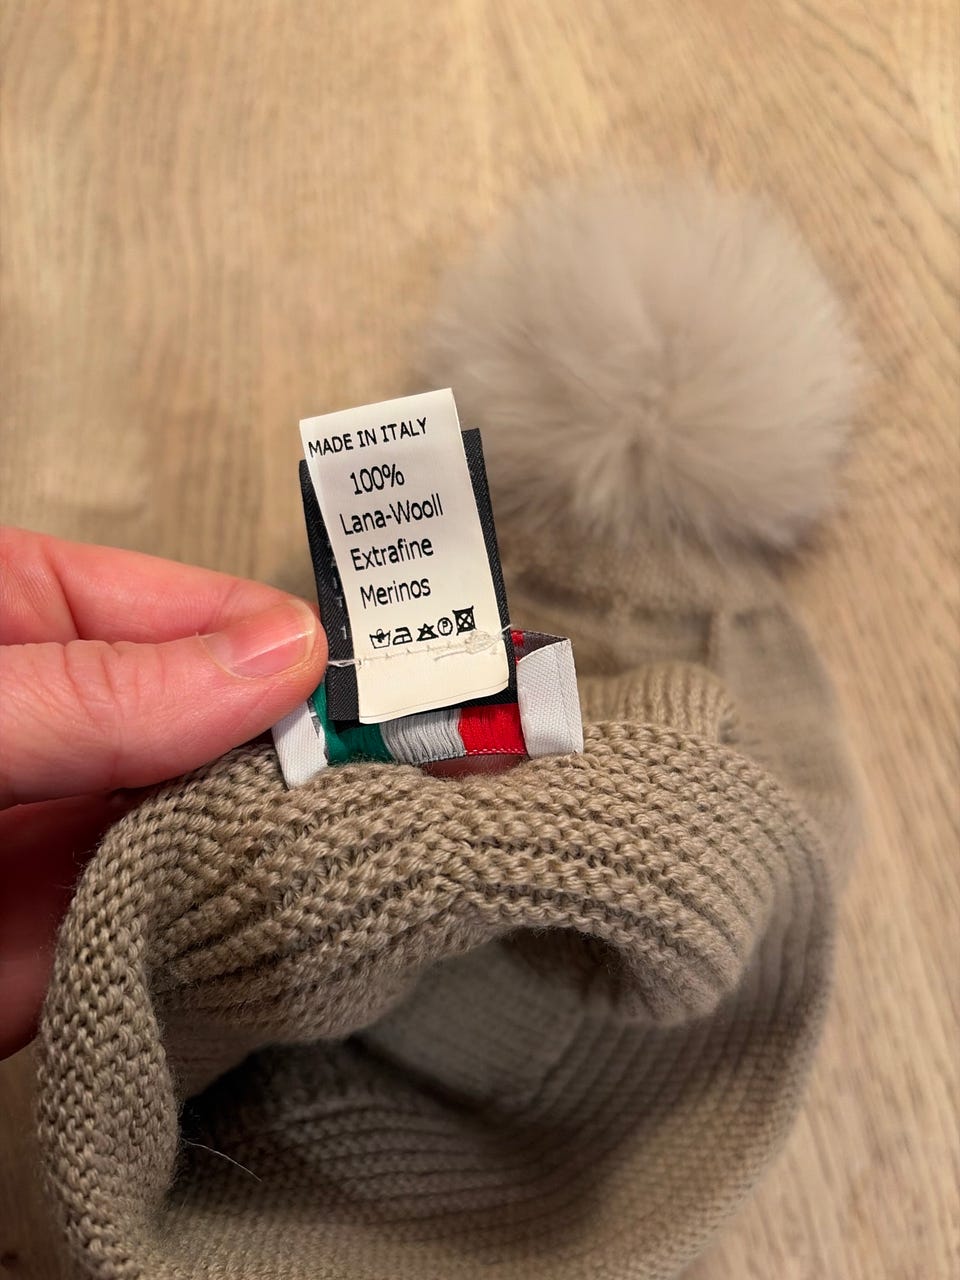 MADE IN ITALY
100%
Lana-Wooll
Extrafine
Merinos